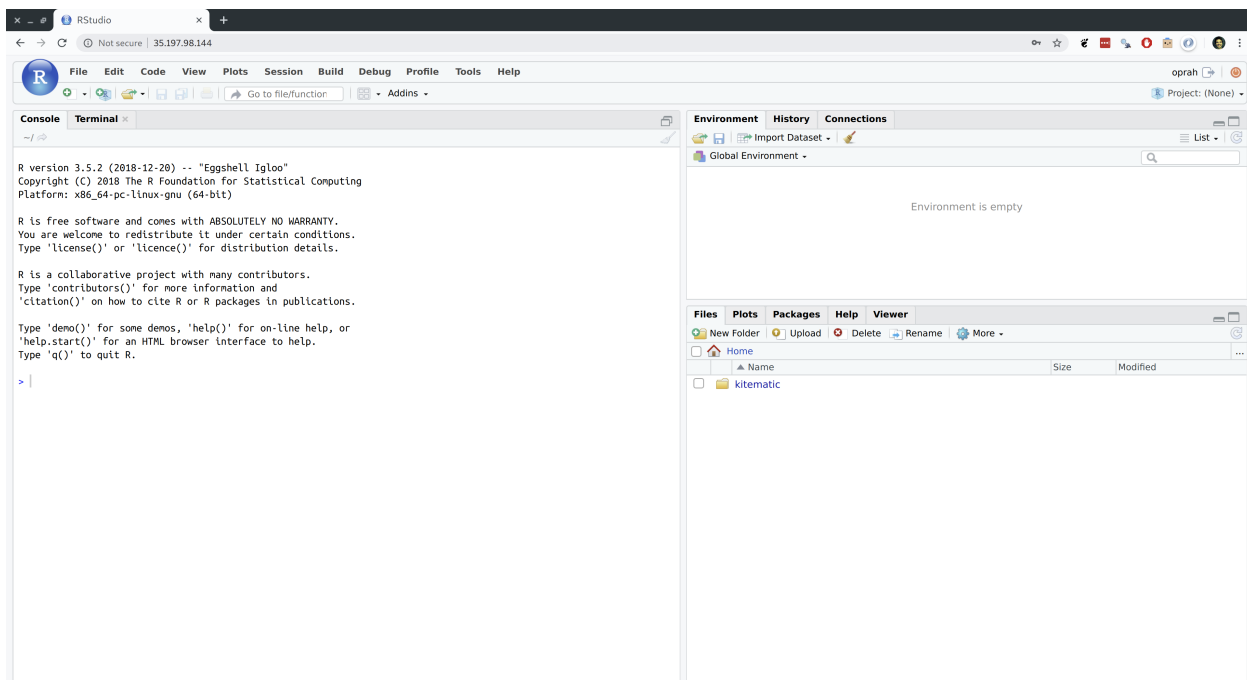 RStudio
Not secure 35.197.98.144
R File Edit Code View Plots Session Build Debug Profile Tools Help oprah
Go to file/function Addins Project: (None)
Console Terminal
~/
R version 3.5.2 (2018-12-20) -- "Eggshell Igloo"
Copyright (C) 2018 The R Foundation for Statistical Computing
Platform: x86_64-pc-linux-gnu (64-bit)
R is free software and comes with ABSOLUTELY NO WARRANTY.
You are welcome to redistribute it under certain conditions.
Type 'license()' or 'licence()' for distribution details.
R is a collaborative project with many contributors.
Type 'contributors()' for more information and
'citation()' on how to cite R or R packages in publications.
Type 'demo()' for some demos, 'help()' for on-line help, or
'help.start()' for an HTML browser interface to help.
Type 'q()' to quit R.
>
Environment History Connections
Import Dataset List
Global Environment
Environment is empty
Files Plots Packages Help Viewer
New Folder Upload Delete Rename More
Home ...
Name Size Modified
kitematic